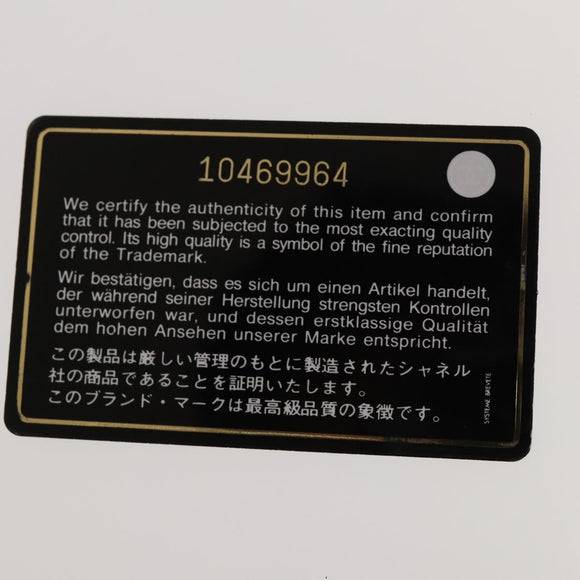 10469964
We certify the authenticity of this item and confirm
that it has been subjected to the most exacting quality
control. Its high quality is a symbol of the fine reputation
of the Trademark.
Wir bestätigen, dass es sich um einen Artikel handelt,
der während seiner Herstellung strengsten Kontrollen
unterworfen war, und dessen erstklassige Qualität
dem hohen Ansehen unserer Marke entspricht.
この製品は厳しい管理のもとに製造されたシャネル
社の商品であることを証明いたします。
このブランド・マークは最高級品質の象徴です。
SYSTEME BREVETE